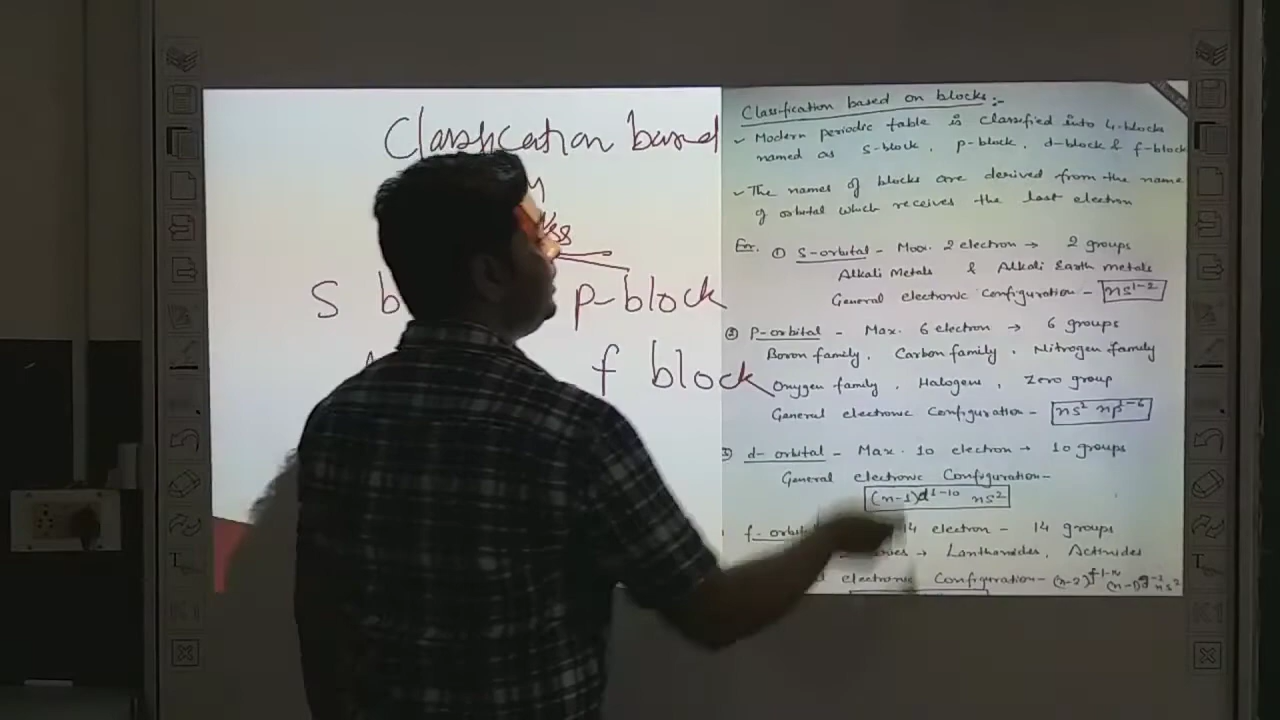 Classfication based
S b p-block
f block
Classfication based on blocks:-
Modern periodic table is classified into 4-blocks
named as s-block, p-block, d-block & f-block
The names of blocks are derived from the name
of orbital which receives the last electron
① S-orbital - Max. 2 electron → 2 groups
Alkali Metals & Alkali Earth metals
General electronic Configuration - ns¹⁻²
② p-orbital - Max. 6 electron → 6 groups
Boron family, Carbon family, Nitrogen family
Oxygen family, Halogens, Zero group
General electronic Configuration - ns² np¹⁻⁶
d-orbital - Max. 10 electron → 10 groups
General electronic Configuration-
(n-1)d¹⁻¹⁰ ns²
f-orbit 14 electron - 14 groups
→ Lanthanides, Actinides
electronic Configuration-